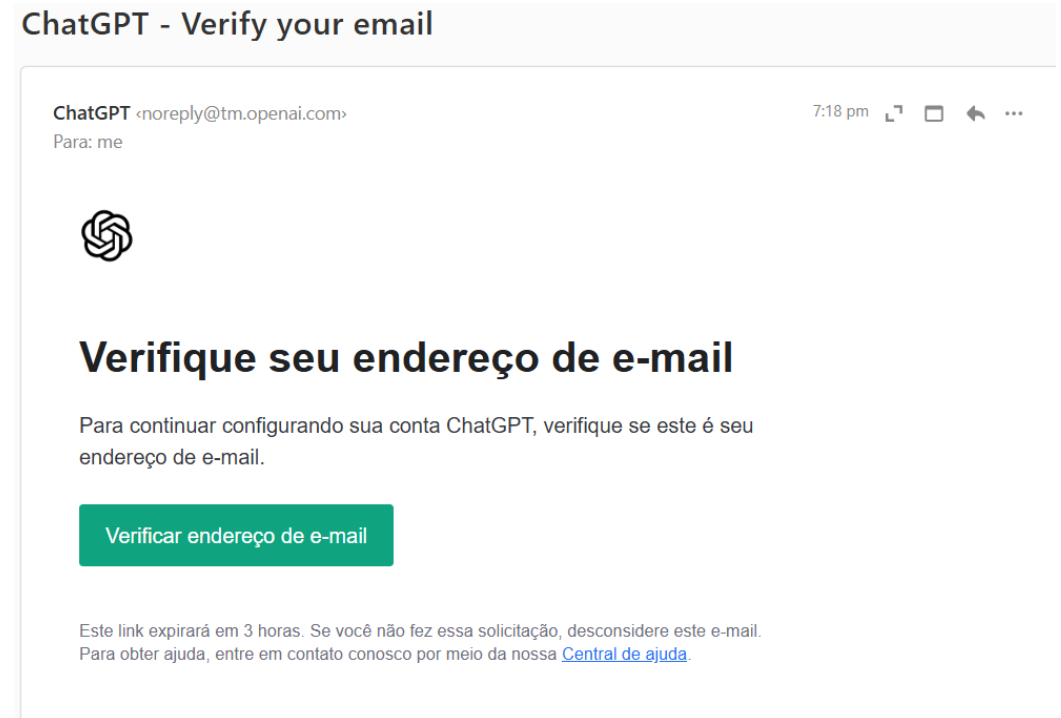 ChatGPT - Verify your email
ChatGPT <noreply@tm.openai.com> 7:18 pm
Para: me
Verifique seu endereço de e-mail
Para continuar configurando sua conta ChatGPT, verifique se este é seu
endereço de e-mail.
Verificar endereço de e-mail
Este link expirará em 3 horas. Se você não fez essa solicitação, desconsidere este e-mail.
Para obter ajuda, entre em contato conosco por meio da nossa Central de ajuda.